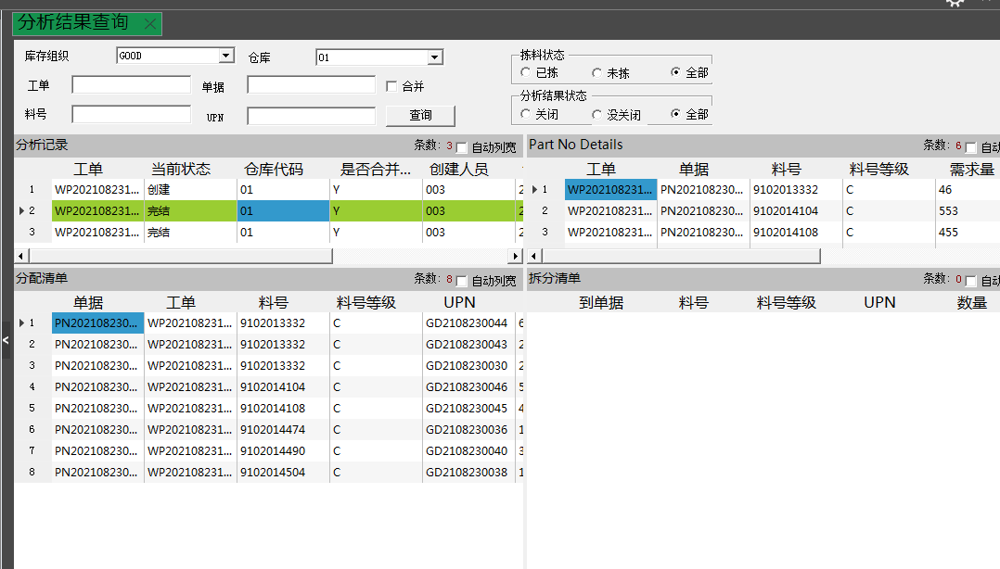 分析结果查询
库存组织 GOOD 仓库 01 拣料状态
已拣 未拣 全部
工单 单据 合并
分析结果状态
料号 UPN 查询 关闭 没关闭 全部
分析记录 条数: 3 自动列宽
工单 当前状态 仓库代码 是否合并... 创建人员
1 WP202108231... 创建 01 Y 003 2
2 WP202108231... 完结 01 Y 003 2
3 WP202108231... 完结 01 Y 003 2
Part No Details 条数: 6 自动
工单 单据 料号 料号等级 需求量
1 WP202108231... PN202108230... 9102013332 C 46
2 WP202108231... PN202108230... 9102014104 C 553
3 WP202108231... PN202108230... 9102014108 C 455
分配清单 条数: 8 自动列宽
单据 工单 料号 料号等级 UPN
1 PN202108230... WP202108231... 9102013332 C GD2108230044 6
2 PN202108230... WP202108231... 9102013332 C GD2108230043 2
3 PN202108230... WP202108231... 9102013332 C GD2108230030 2
4 PN202108230... WP202108231... 9102014104 C GD2108230046 5
5 PN202108230... WP202108231... 9102014108 C GD2108230045 4
6 PN202108230... WP202108231... 9102014474 C GD2108230036 1
7 PN202108230... WP202108231... 9102014490 C GD2108230040 3
8 PN202108230... WP202108231... 9102014504 C GD2108230038 1
拆分清单 条数: 0 自动
到单据 料号 料号等级 UPN 数量